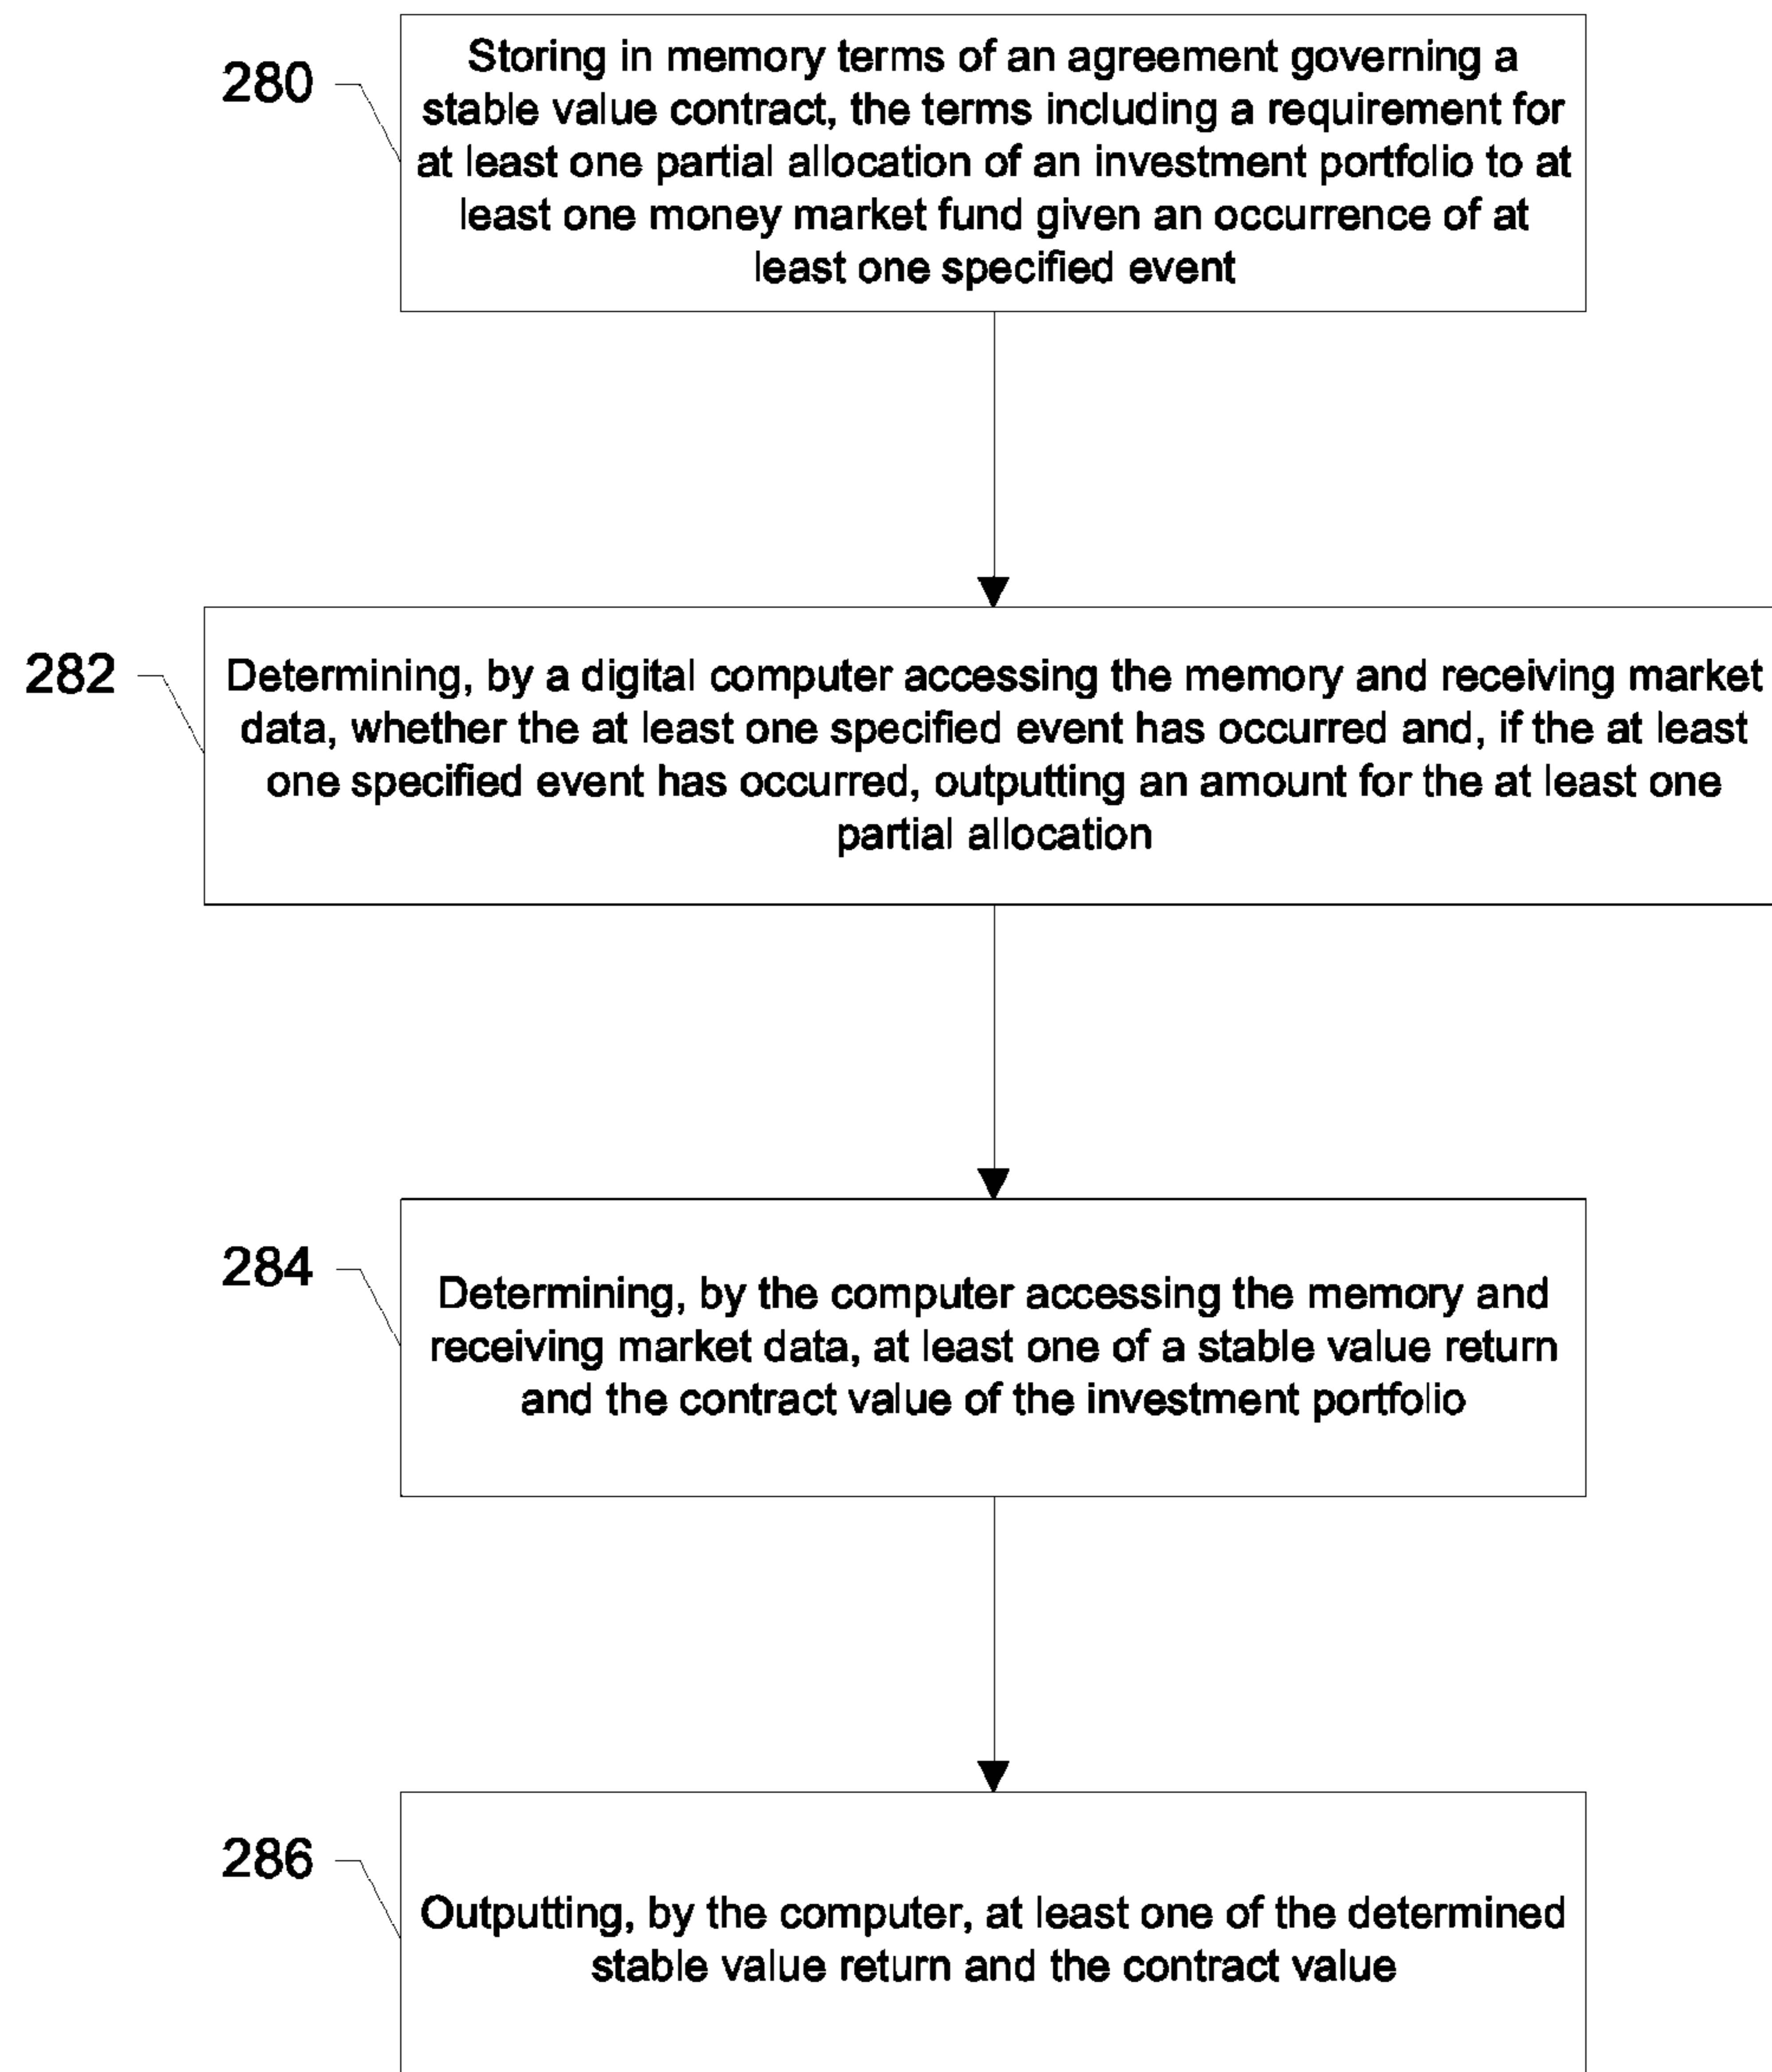 280
Storing in memory terms of an agreement governing a
stable value contract, the terms including a requirement for
at least one partial allocation of an investment portfolio to at
least one money market fund given an occurrence of at
least one specified event
282
Determining, by a digital computer accessing the memory and receiving market
data, whether the at least one specified event has occurred and, if the at least
one specified event has occurred, outputting an amount for the at least one
partial allocation
284
Determining, by the computer accessing the memory and
receiving market data, at least one of a stable value return
and the contract value of the investment portfolio
286
Outputting, by the computer, at least one of the determined
stable value return and the contract value